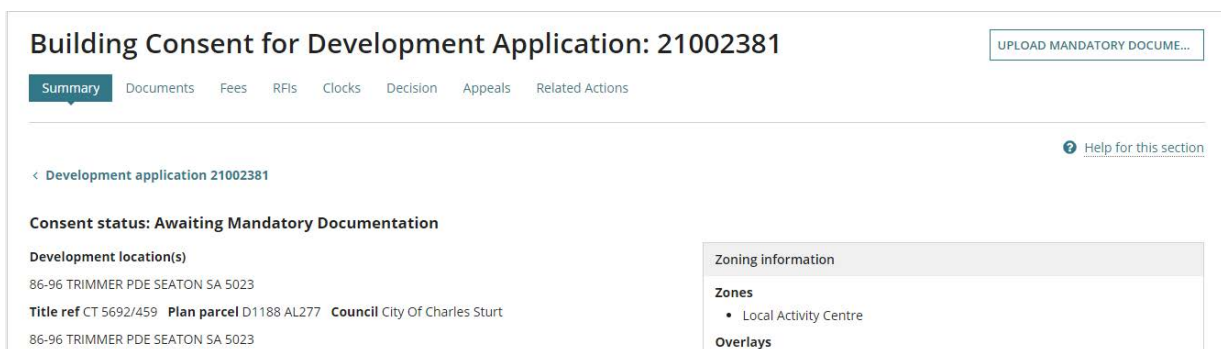 Building Consent for Development Application: 21002381
UPLOAD MANDATORY DOCUME...
Summary Documents Fees RFIs Clocks Decision Appeals Related Actions
? Help for this section
< Development application 21002381
Consent status: Awaiting Mandatory Documentation
Development location(s)
86-96 TRIMMER PDE SEATON SA 5023
Title ref CT 5692/459 Plan parcel D1188 AL277 Council City Of Charles Sturt
86-96 TRIMMER PDE SEATON SA 5023
Zoning information
Zones
• Local Activity Centre
Overlays